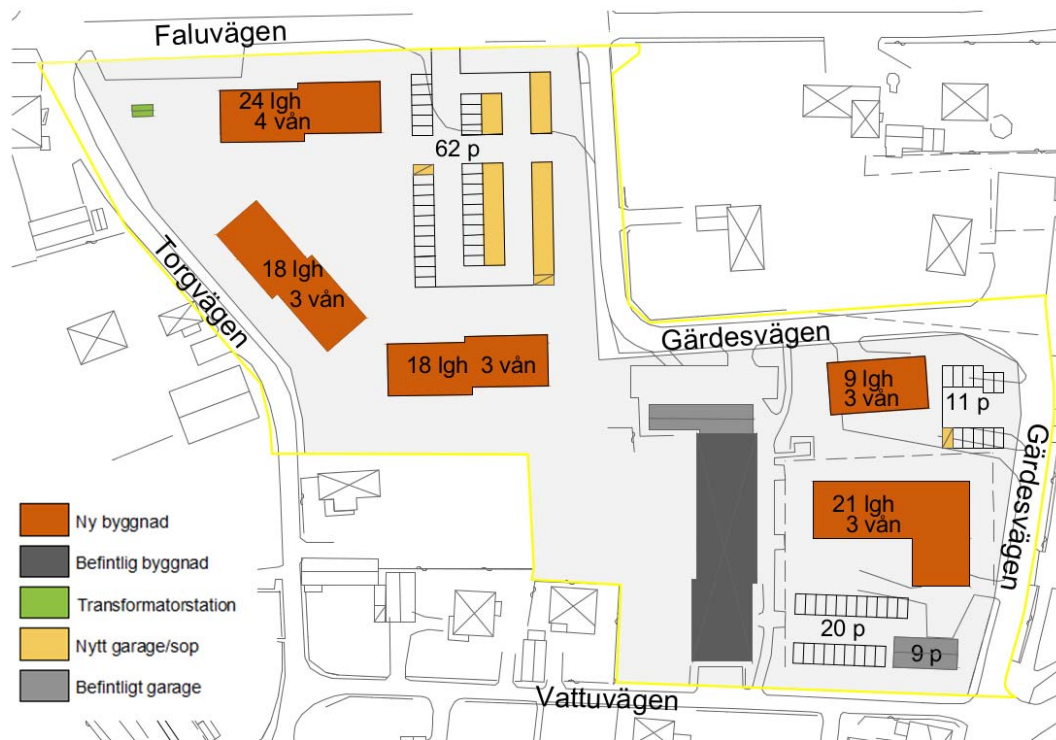 Faluvägen
24 lgh
4 vån
62 p
Torgvägen
18 lgh
3 vån
18 lgh 3 vån
Gärdesvägen
9 lgh
3 vån
11 p
Gärdesvägen
21 lgh
3 vån
20 p
9 p
Vattuvägen
Ny byggnad
Befintlig byggnad
Transformatorstation
Nytt garage/sop
Befintligt garage